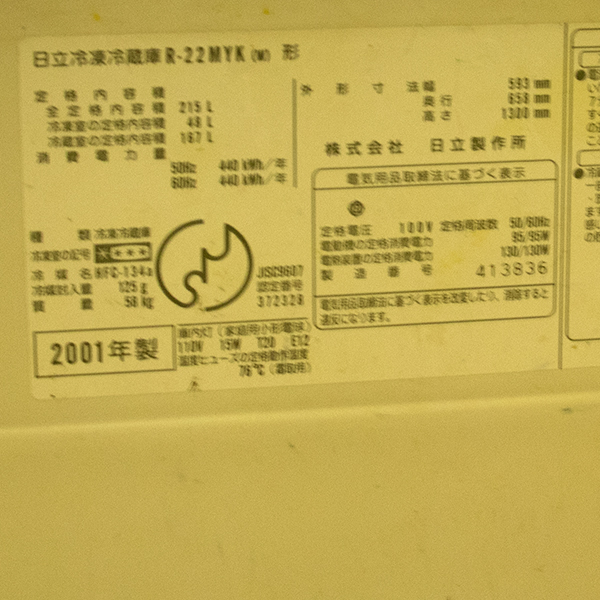 日立冷凍冷蔵庫 R-22MYK (W) 形
定格内容積
全定格内容積 215 L
冷凍室の定格内容積 48 L
冷蔵室の定格内容積 167 L
消費電力量
50Hz 440 kWh/年
60Hz 440 kWh/年
外形寸法幅 593 mm
奥行 658 mm
高さ 1300 mm
株式会社 日立製作所
種類 冷凍冷蔵庫
冷凍室の記号 ****
冷媒名 HFC-134a
冷媒封入量 125 g
質量 58 kg
JISC9607
認定番号
372328
2001年製
庫内灯 (家庭用小形電球)
110V 15W T20 E12
温度ヒューズの定格動作温度
76℃ (霜取用)
電気用品取締法に基づく表示
定格電圧 100V 定格周波数 50/60Hz
電動機の定格消費電力 95/95W
電熱装置の定格消費電力 130/130W
製造番号 413836
電気用品取締法に基づく表示を改変したり、消除すると
違反になります。